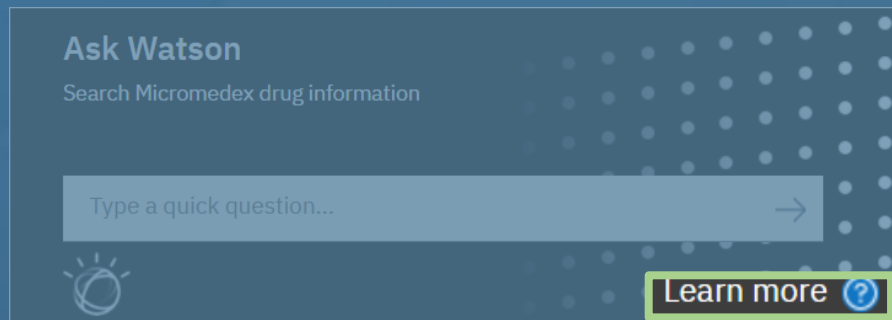 Ask Watson
Search Micromedex drug information
Type a quick question...
Learn more ?